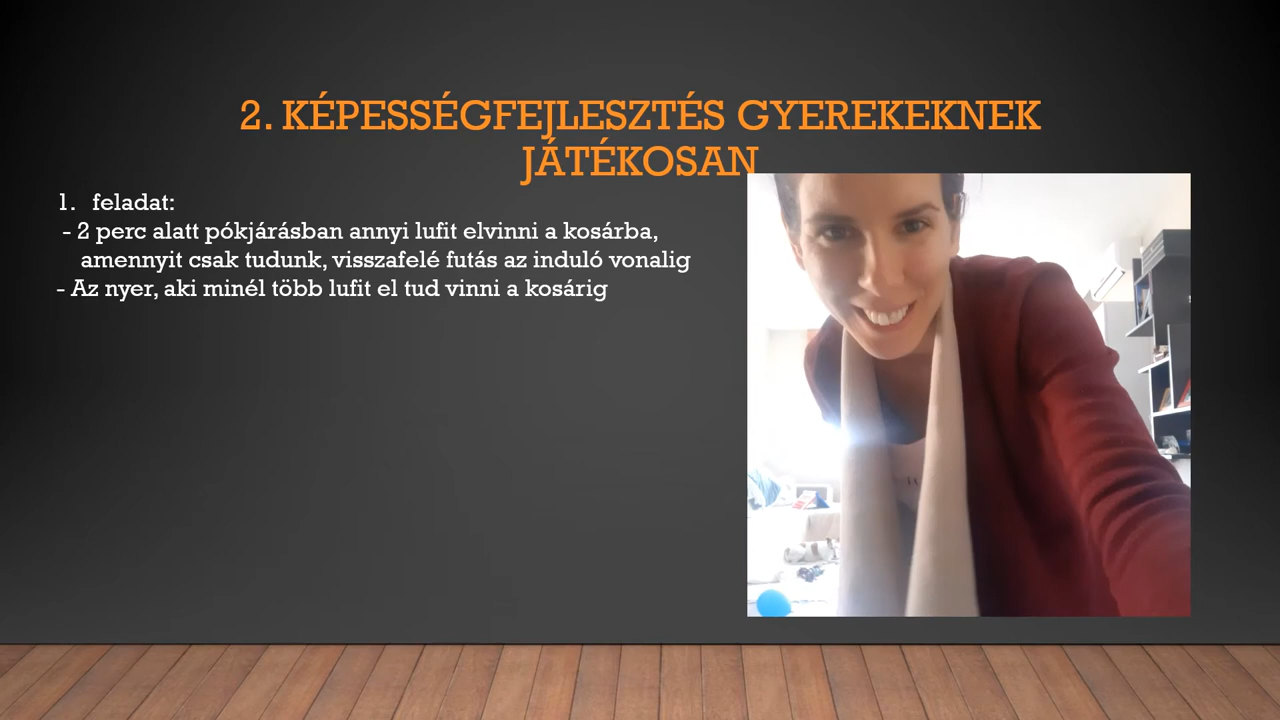 2. KÉPESSÉGFEJLESZTÉS GYEREKEKNEK
JÁTÉKOSAN
1. feladat:
- 2 perc alatt pókjárásban annyi lufit elvinni a kosárba,
amennyit csak tudunk, visszafelé futás az induló vonalig
- Az nyer, aki minél több lufit el tud vinni a kosárig